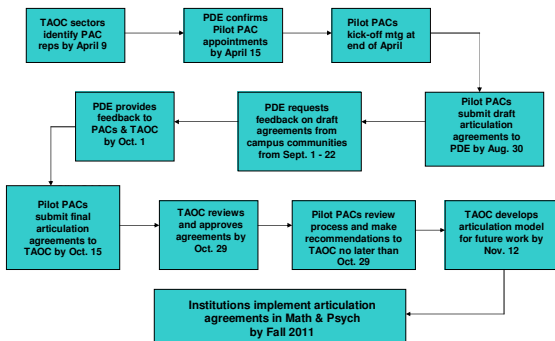 TAOC sectors
identify PAC
reps by April 9
PDE confirms
Pilot PAC
appointments
by April 15
Pilot PACs
kick-off mtg at
end of April
Pilot PACs
submit draft
articulation
agreements to
PDE by Aug. 30
PDE requests
feedback on draft
agreements from
campus communities
from Sept. 1 - 22
PDE provides
feedback to
PACs & TAOC
by Oct. 1
Pilot PACs
submit final
articulation
agreements to
TAOC by Oct. 15
TAOC reviews
and approves
agreements by
Oct. 29
Pilot PACs review
process and make
recommendations to
TAOC no later than
Oct. 29
TAOC develops
articulation model
for future work by
Nov. 12
Institutions implement articulation
agreements in Math & Psych
by Fall 2011